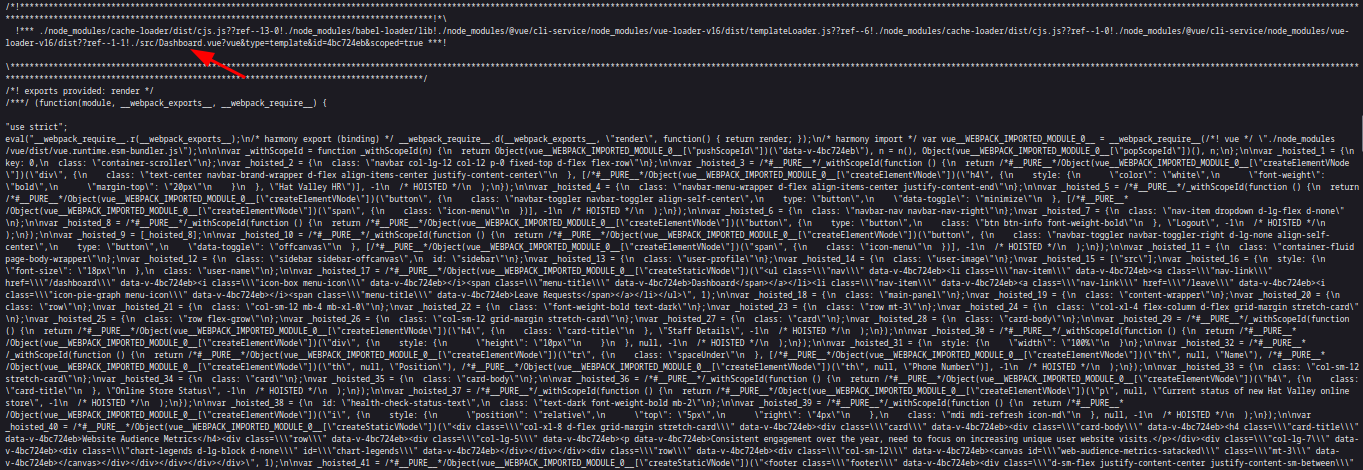 /*!***********************************************************************************************************************************************************************************************************************************************************************************
****************************************************************************************!*\
  !*** ./node_modules/cache-loader/dist/cjs.js??ref--13-0!./node_modules/babel-loader/lib!./node_modules/@vue/cli-service/node_modules/vue-loader-v16/dist/templateLoader.js??ref--6!./node_modules/cache-loader/dist/cjs.js??ref--1-0!./node_modules/@vue/cli-service/node_modules/vue-
loader-v16/dist??ref--1-1!./src/Dashboard.vue?vue&type=template&id=4bc724eb&scoped=true ***!
\*************************************************************************************************************************************************************************************************************************************************************************************
**************************************************************************************/
/*! exports provided: render */
/***/ (function(module, __webpack_exports__, __webpack_require__) {
"use strict";
eval("__webpack_require__.r(__webpack_exports__);\n/* harmony export (binding) */ __webpack_require__.d(__webpack_exports__, \"render\", function() { return render; });\n/* harmony import */ var vue__WEBPACK_IMPORTED_MODULE_0__ = __webpack_require__(/*! vue */ \"./node_modules
/vue/dist/vue.runtime.esm-bundler.js\");\n\n\nvar _withScopeId = function _withScopeId(n) {\n  return Object(vue__WEBPACK_IMPORTED_MODULE_0__[\"pushScopeId\"])(\"data-v-4bc724eb\"), n = n(), Object(vue__WEBPACK_IMPORTED_MODULE_0__[\"popScopeId\"])(), n;\n};\n\nvar _hoisted_1 = {\n
key: 0,\n  class: \"container-scroller\"\n};\nvar _hoisted_2 = {\n  class: \"navbar col-lg-12 col-12 p-0 fixed-top d-flex flex-row\"\n};\n\nvar _hoisted_3 = /*#__PURE__*/_withScopeId(function () {\n  return /*#__PURE__*/Object(vue__WEBPACK_IMPORTED_MODULE_0__[\"createElementVNode
\"])(\"div\", {\n    class: \"text-center navbar-brand-wrapper d-flex align-items-center justify-content-center\"\n  }, [/*#__PURE__*/Object(vue__WEBPACK_IMPORTED_MODULE_0__[\"createElementVNode\"])(\"h4\", {\n    style: {\n      \"color\": \"white\",\n      \"font-weight\":
\"bold\",\n      \"margin-top\": \"20px\"\n    }\n  }, \"Hat Valley HR\")], -1\n  /* HOISTED */\n  );\n});\n\nvar _hoisted_4 = {\n  class: \"navbar-menu-wrapper d-flex align-items-center justify-content-end\"\n};\n\nvar _hoisted_5 = /*#__PURE__*/_withScopeId(function () {\n  return
/*#__PURE__*/Object(vue__WEBPACK_IMPORTED_MODULE_0__[\"createElementVNode\"])(\"button\", {\n    class: \"navbar-toggler navbar-toggler align-self-center\",\n    type: \"button\",\n    \"data-toggle\": \"minimize\"\n  }, [/*#__PURE__*
/Object(vue__WEBPACK_IMPORTED_MODULE_0__[\"createElementVNode\"])(\"span\", {\n    class: \"icon-menu\"\n  })], -1\n  /* HOISTED */\n  );\n});\n\nvar _hoisted_6 = {\n  class: \"navbar-nav navbar-nav-right\"\n};\nvar _hoisted_7 = {\n  class: \"nav-item dropdown d-lg-flex d-none\"
\n};\n\nvar _hoisted_8 = /*#__PURE__*/_withScopeId(function () {\n  return /*#__PURE__*/Object(vue__WEBPACK_IMPORTED_MODULE_0__[\"createElementVNode\"])(\"button\", {\n    type: \"button\",\n    class: \"btn btn-info font-weight-bold\"\n  }, \"Logout\", -1\n  /* HOISTED */\n
);\n});\n\nvar _hoisted_9 = [_hoisted_8];\n\nvar _hoisted_10 = /*#__PURE__*/_withScopeId(function () {\n  return /*#__PURE__*/Object(vue__WEBPACK_IMPORTED_MODULE_0__[\"createElementVNode\"])(\"button\", {\n    class: \"navbar-toggler navbar-toggler-right d-lg-none align-self-
center\",\n    type: \"button\",\n    \"data-toggle\": \"offcanvas\"\n  }, [/*#__PURE__*/Object(vue__WEBPACK_IMPORTED_MODULE_0__[\"createElementVNode\"])(\"span\", {\n    class: \"icon-menu\"\n  })], -1\n  /* HOISTED */\n  );\n});\n\nvar _hoisted_11 = {\n  class: \"container-fluid
page-body-wrapper\"\n};\nvar _hoisted_12 = {\n  class: \"sidebar sidebar-offcanvas\",\n  id: \"sidebar\"\n};\nvar _hoisted_13 = {\n  class: \"user-profile\"\n};\nvar _hoisted_14 = {\n  class: \"user-image\"\n};\nvar _hoisted_15 = [\"src\"];\nvar _hoisted_16 = {\n  style: {\n
\"font-size\": \"18px\"\n  },\n  class: \"user-name\"\n};\n\nvar _hoisted_17 = /*#__PURE__*/Object(vue__WEBPACK_IMPORTED_MODULE_0__[\"createStaticVNode\"])(\"<ul class=\\\"nav\\\" data-v-4bc724eb><li class=\\\"nav-item\\\" data-v-4bc724eb><a class=\\\"nav-link\\\"
href=\\\"/dashboard\\\" data-v-4bc724eb><i class=\\\"icon-box menu-icon\\\" data-v-4bc724eb></i><span class=\\\"menu-title\\\" data-v-4bc724eb>Dashboard</span></a></li><li class=\\\"nav-item\\\" data-v-4bc724eb><a class=\\\"nav-link\\\" href=\\\"/leave\\\" data-v-4bc724eb><i
class=\\\"icon-pie-graph menu-icon\\\" data-v-4bc724eb></i><span class=\\\"menu-title\\\" data-v-4bc724eb>Leave Requests</span></a></li></ul>\", 1);\n\nvar _hoisted_18 = {\n  class: \"main-panel\"\n};\nvar _hoisted_19 = {\n  class: \"content-wrapper\"\n};\nvar _hoisted_20 = {\n
class: \"row\"\n};\nvar _hoisted_21 = {\n  class: \"col-sm-12 mb-4 mb-xl-0\"\n};\nvar _hoisted_22 = {\n  class: \"font-weight-bold text-dark\"\n};\nvar _hoisted_23 = {\n  class: \"row mt-3\"\n};\nvar _hoisted_24 = {\n  class: \"col-xl-4 flex-column d-flex grid-margin stretch-card\"
\n};\nvar _hoisted_25 = {\n  class: \"row flex-grow\"\n};\nvar _hoisted_26 = {\n  class: \"col-sm-12 grid-margin stretch-card\"\n};\nvar _hoisted_27 = {\n  class: \"card\"\n};\nvar _hoisted_28 = {\n  class: \"card-body\"\n};\n\nvar _hoisted_29 = /*#__PURE__*/_withScopeId(function
() {\n  return /*#__PURE__*/Object(vue__WEBPACK_IMPORTED_MODULE_0__[\"createElementVNode\"])(\"h4\", {\n    class: \"card-title\"\n  }, \"Staff Details\", -1\n  /* HOISTED */\n  );\n});\n\nvar _hoisted_30 = /*#__PURE__*/_withScopeId(function () {\n  return /*#__PURE__*
/Object(vue__WEBPACK_IMPORTED_MODULE_0__[\"createElementVNode\"])(\"div\", {\n    style: {\n      \"height\": \"10px\"\n    }\n  }, null, -1\n  /* HOISTED */\n  );\n});\n\nvar _hoisted_31 = {\n  style: {\n    \"width\": \"100%\"\n  }\n};\n\nvar _hoisted_32 = /*#__PURE__*
/_withScopeId(function () {\n  return /*#__PURE__*/Object(vue__WEBPACK_IMPORTED_MODULE_0__[\"createElementVNode\"])(\"tr\", {\n    class: \"spaceUnder\"\n  }, [/*#__PURE__*/Object(vue__WEBPACK_IMPORTED_MODULE_0__[\"createElementVNode\"])(\"th\", null, \"Name\"), /*#__PURE__*
/Object(vue__WEBPACK_IMPORTED_MODULE_0__[\"createElementVNode\"])(\"th\", null, \"Position\"), /*#__PURE__*/Object(vue__WEBPACK_IMPORTED_MODULE_0__[\"createElementVNode\"])(\"th\", null, \"Phone Number\")], -1\n  /* HOISTED */\n  );\n});\n\nvar _hoisted_33 = {\n  class: \"col-sm-12
stretch-card\"\n};\nvar _hoisted_34 = {\n  class: \"card\"\n};\nvar _hoisted_35 = {\n  class: \"card-body\"\n};\n\nvar _hoisted_36 = /*#__PURE__*/_withScopeId(function () {\n  return /*#__PURE__*/Object(vue__WEBPACK_IMPORTED_MODULE_0__[\"createElementVNode\"])(\"h4\", {\n    class:
\"card-title\"\n  }, \"Online Store Status\", -1\n  /* HOISTED */\n  );\n});\n\nvar _hoisted_37 = /*#__PURE__*/_withScopeId(function () {\n  return /*#__PURE__*/Object(vue__WEBPACK_IMPORTED_MODULE_0__[\"createElementVNode\"])(\"p\", null, \"Current status of new Hat Valley online
store\", -1\n  /* HOISTED */\n  );\n});\n\nvar _hoisted_38 = {\n  id: \"health-check-status-text\",\n  class: \"text-dark font-weight-bold mb-2\"\n};\n\nvar _hoisted_39 = /*#__PURE__*/_withScopeId(function () {\n  return /*#__PURE__*
/Object(vue__WEBPACK_IMPORTED_MODULE_0__[\"createElementVNode\"])(\"i\", {\n    style: {\n      \"position\": \"relative\",\n      \"top\": \"5px\",\n      \"right\": \"4px\"\n    },\n    class: \"mdi mdi-refresh icon-md\"\n  }, null, -1\n  /* HOISTED */\n  );\n});\n\nvar
_hoisted_40 = /*#__PURE__*/Object(vue__WEBPACK_IMPORTED_MODULE_0__[\"createStaticVNode\"])(\"<div class=\\\"col-xl-8 d-flex grid-margin stretch-card\\\" data-v-4bc724eb><div class=\\\"card\\\" data-v-4bc724eb><div class=\\\"card-body\\\" data-v-4bc724eb><h4 class=\\\"card-title\\\"
data-v-4bc724eb>Website Audience Metrics</h4><div class=\\\"row\\\" data-v-4bc724eb><div class=\\\"col-lg-5\\\" data-v-4bc724eb><p data-v-4bc724eb>Consistent engagement over the year, need to focus on increasing unique user website visits.</p></div><div class=\\\"col-lg-7\\\"
data-v-4bc724eb><div class=\\\"chart-legends d-lg-block d-none\\\" id=\\\"chart-legends\\\" data-v-4bc724eb></div></div><div class=\\\"col-sm-12\\\" data-v-4bc724eb><canvas id=\\\"web-audience-metrics-satacked\\\" class=\\\"mt-3\\\" data-
v-4bc724eb></canvas></div></div></div></div></div>\", 1);\n\nvar _hoisted_41 = /*#__PURE__*/Object(vue__WEBPACK_IMPORTED_MODULE_0__[\"createStaticVNode\"])(\"<footer class=\\\"footer\\\" data-v-4bc724eb><div class=\\\"d-sm-flex justify-content-center justify-content-sm-between\\\"